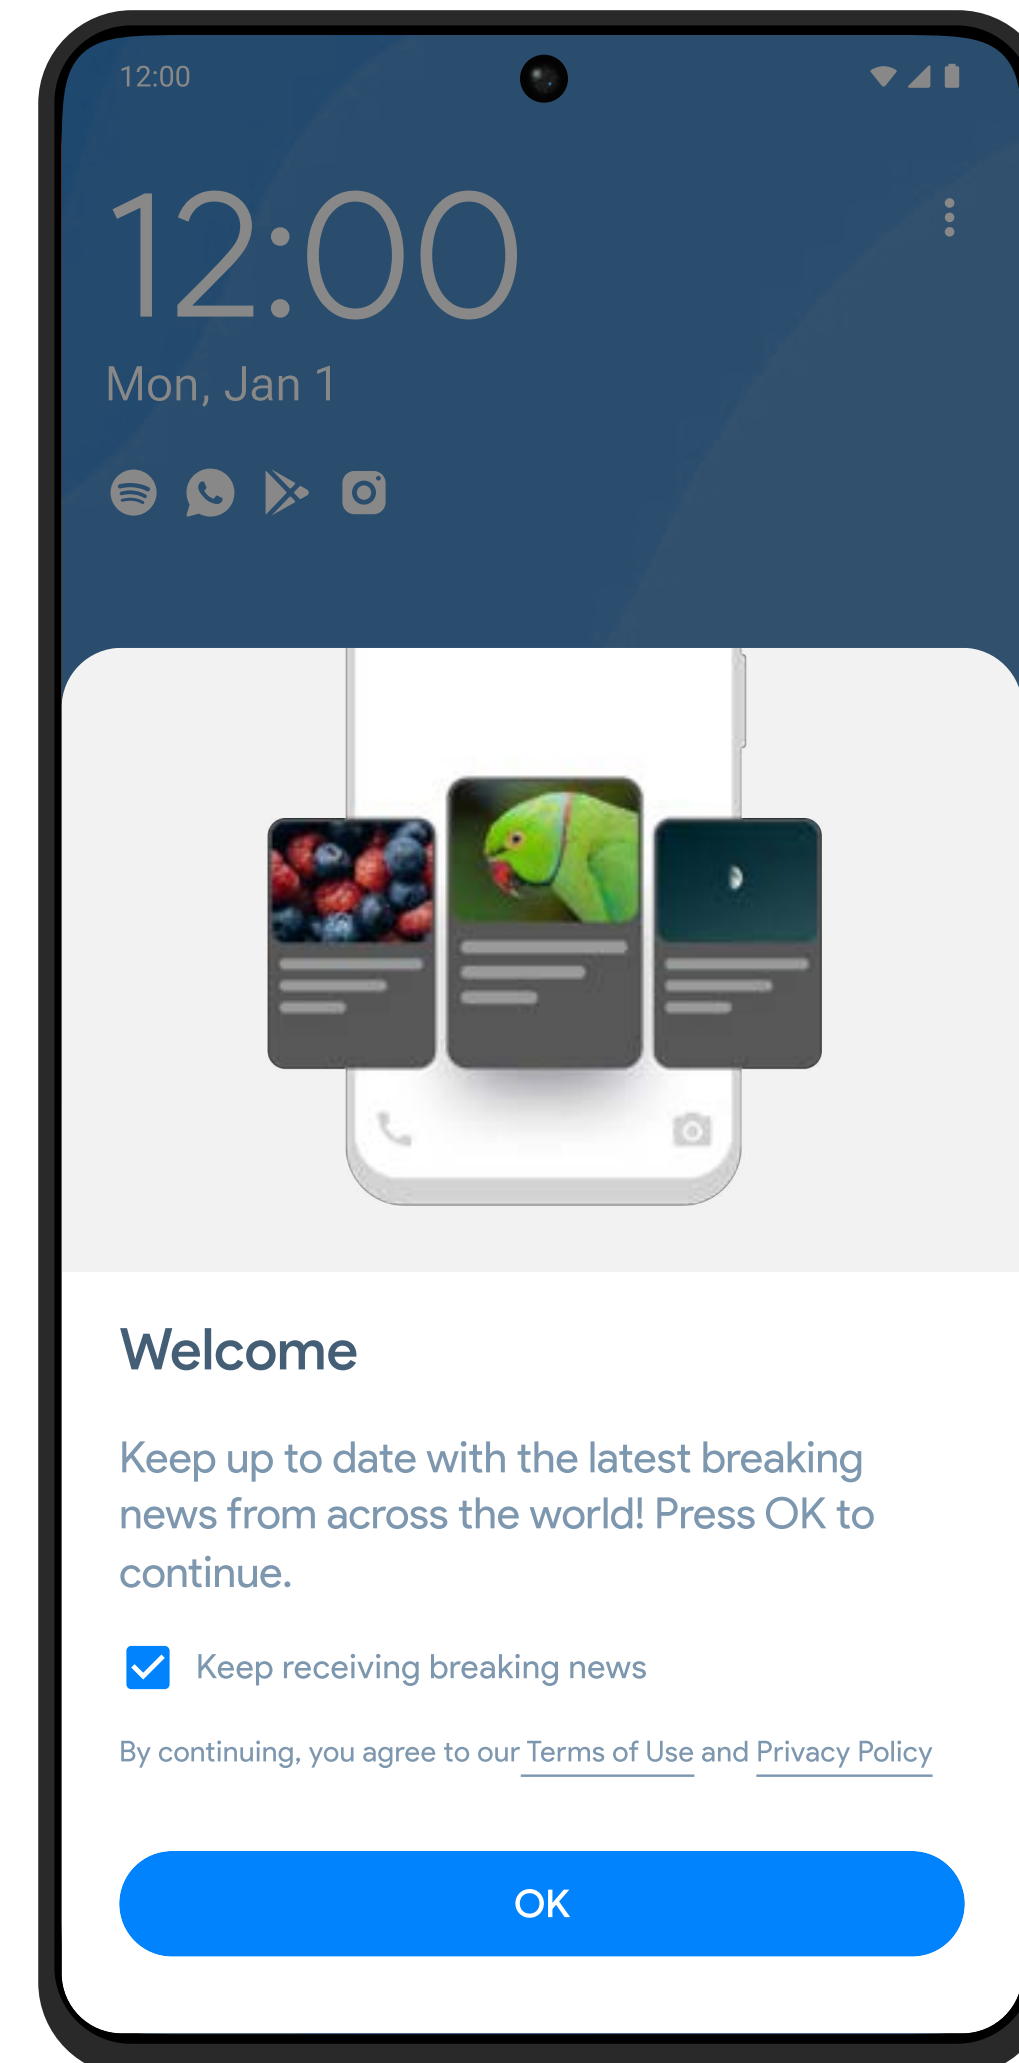 12:00
12:00
Mon, Jan 1
Welcome
Keep up to date with the latest breaking
news from across the world! Press OK to
continue.
Keep receiving breaking news
By continuing, you agree to our Terms of Use and Privacy Policy
OK